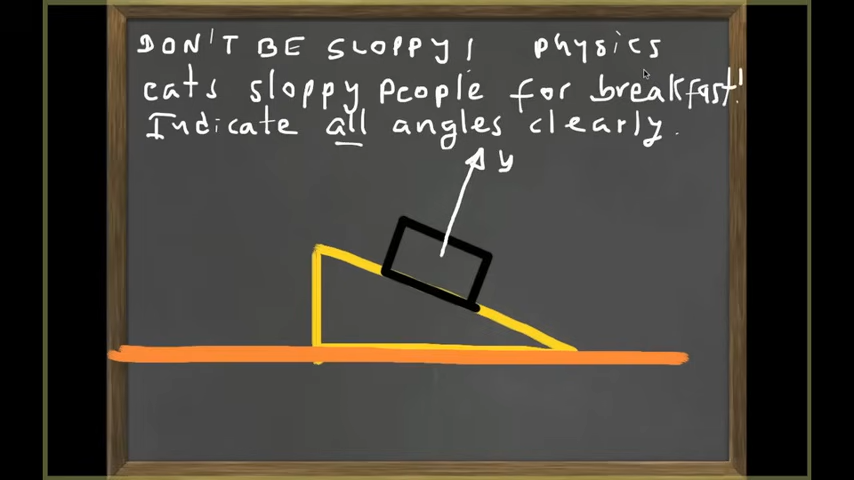 DON'T BE SLOPPY! physics
eats sloppy people for breakfast!
Indicate all angles clearly.
y